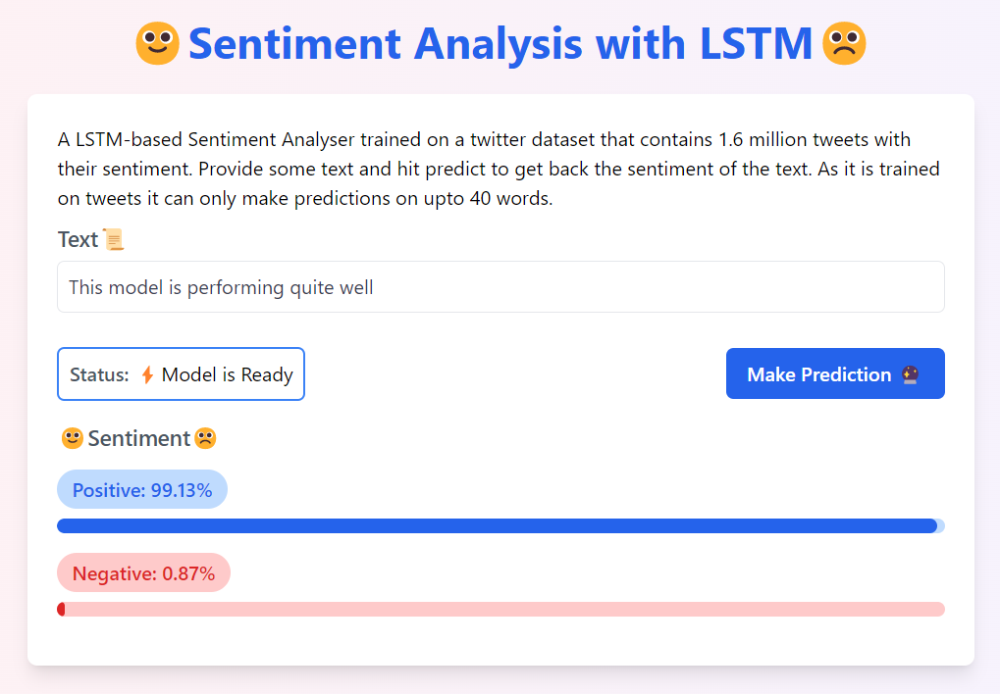 Sentiment Analysis with LSTM
A LSTM-based Sentiment Analyser trained on a twitter dataset that contains 1.6 million tweets with
their sentiment. Provide some text and hit predict to get back the sentiment of the text. As it is trained
on tweets it can only make predictions on upto 40 words.
Text
This model is performing quite well
Status: Model is Ready
Make Prediction
Sentiment
Positive: 99.13%
Negative: 0.87%